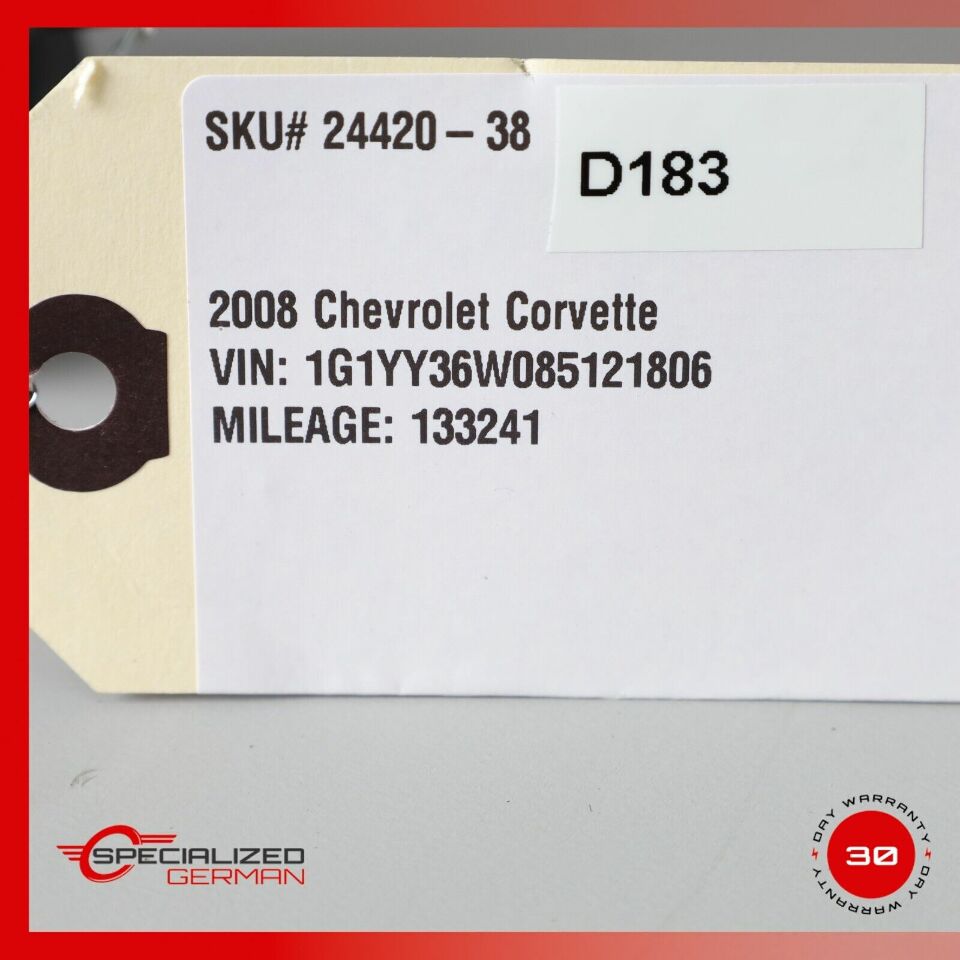 SKU# 24420 – 38
D183
2008 Chevrolet Corvette
VIN: 1G1YY36W085121806
MILEAGE: 133241
SPECIALIZED
GERMAN
DAY WARRANTY
30
DAY WARRANTY